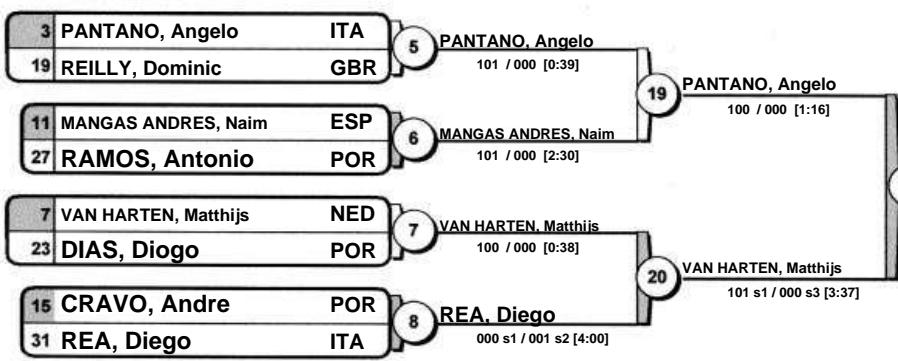 3 PANTANO, Angelo ITA
19 REILLY, Dominic GBR
5
PANTANO, Angelo
101 / 000 [0:39]
11 MANGAS ANDRES, Naim ESP
27 RAMOS, Antonio POR
6
MANGAS ANDRES, Naim
101 / 000 [2:30]
19
PANTANO, Angelo
100 / 000 [1:16]
7 VAN HARTEN, Matthijs NED
23 DIAS, Diogo POR
7
VAN HARTEN, Matthijs
100 / 000 [0:38]
15 CRAVO, Andre POR
31 REA, Diego ITA
8
REA, Diego
000 s1 / 001 s2 [4:00]
20
VAN HARTEN, Matthijs
101 s1 / 000 s3 [3:37]